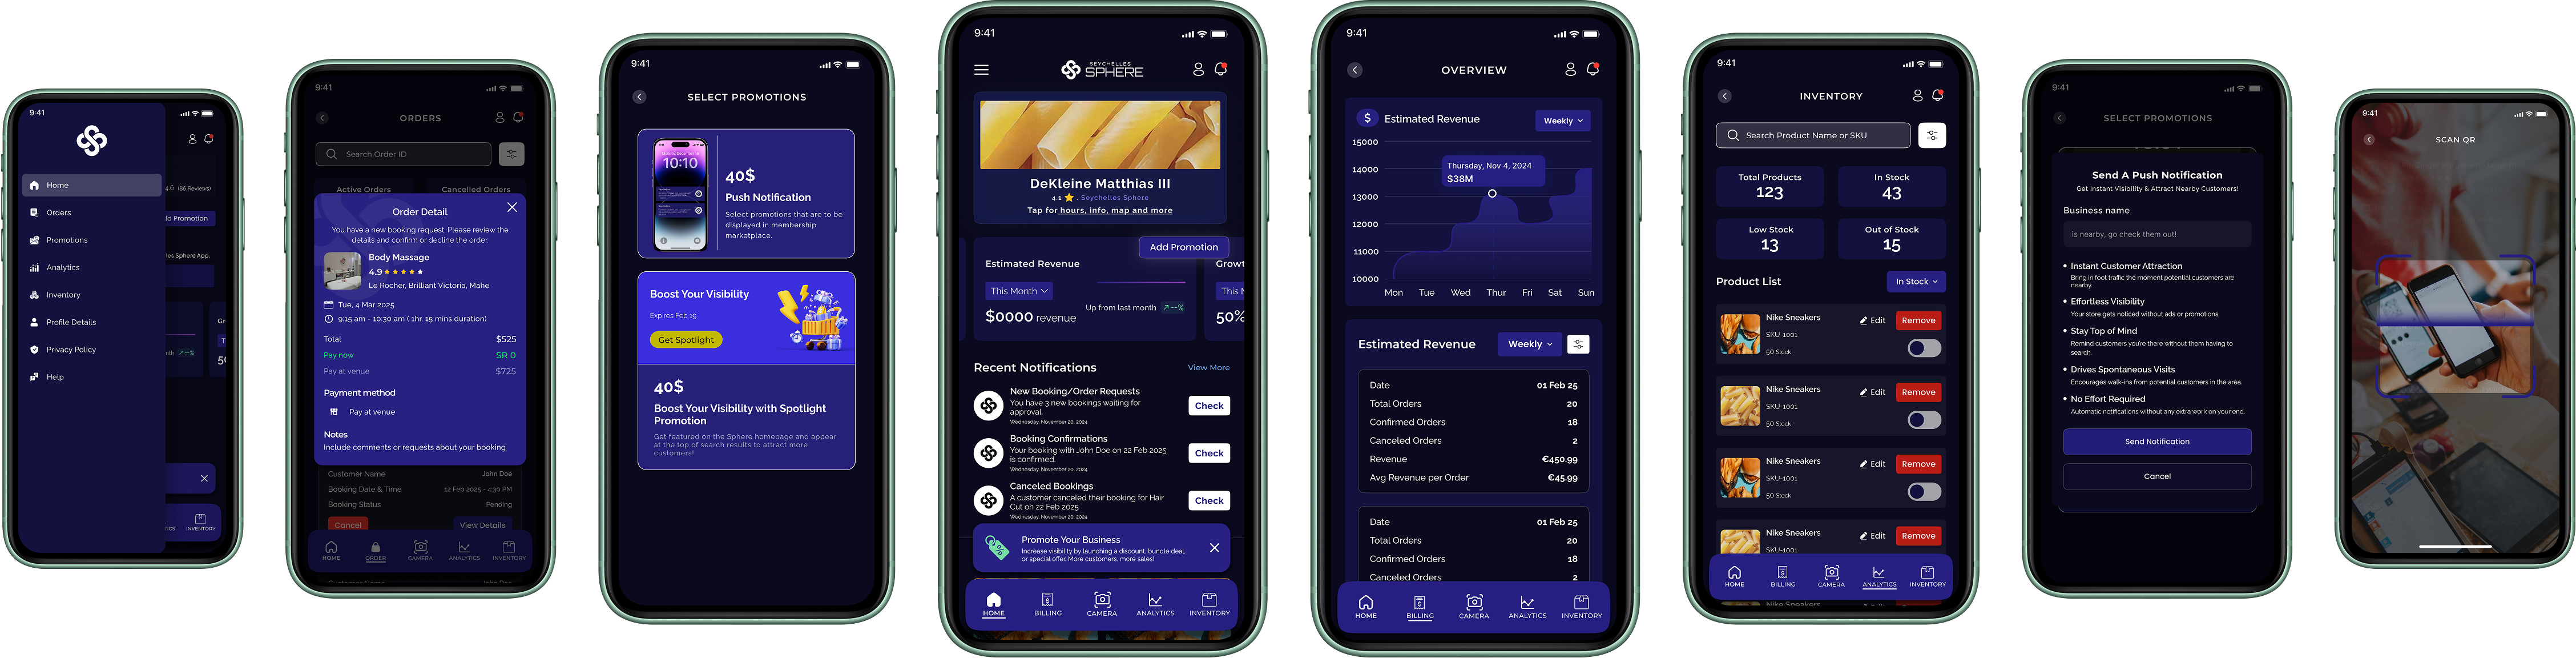 9:41
4.6 (86 Reviews)
Home
Orders
dd Promotion
Promotions
les Sphere App.
Analytics
Inventory
Gr
Profile Details
Privacy Policy
nth ↗--%
Help
TICS
INVENTORY
9:41
ORDERS
Search Order ID
Active Orders
Cancelled Orders
Order Detail
You have a new booking request. Please review the
details and confirm or decline the order.
Body Massage
4.9
Le Rocher, Brilliant Victoria, Mahe
Tue, 4 Mar 2025
9:15 am - 10:30 am ( 1hr, 15 mins duration)
Total $525
Pay now SR 0
Pay at venue $725
Payment method
Pay at venue
Notes
Include comments or requests about your booking
Customer Name John Doe
Booking Date & Time 12 Feb 2025 - 4:30 PM
Booking Status Pending
Cancel View Details
HOME ORDER CAMERA ANALYTICS INVENTORY
Customer Name John Doe
9:41
SELECT PROMOTIONS
10:10
40$
Push Notification
Select promotions that are to be
displayed in membership
marketplace.
Boost Your Visibility
Expires Feb 19
Get Spotlight
40$
Boost Your Visibility with Spotlight
Promotion
Get featured on the Sphere homepage and appear
at the top of search results to attract more
customers!
9:41
SEYCHELLES
SPHERE
DeKleine Matthias III
4.1 ⭐ . Seychelles Sphere
Tap for hours, info, map and more
Add Promotion
Estimated Revenue
Growt
This Month
This M
Up from last month ↗--%
$0000 revenue
50%
Recent Notifications View More
New Booking/Order Requests
You have 3 new bookings waiting for
approval.
Wednesday, November 20, 2024
Check
Booking Confirmations
Your booking with John Doe on 22 Feb 2025
is confirmed.
Wednesday, November 20, 2024
Check
Canceled Bookings
A customer canceled their booking for Hair
Cut on 22 Feb 2025
Wednesday, November 20, 2024
Check
Promote Your Business
Increase visibility by launching a discount, bundle deal,
or special offer. More customers, more sales!
HOME BILLING CAMERA ANALYTICS INVENTORY
9:41
OVERVIEW
$ Estimated Revenue Weekly
15000
Thursday, Nov 4, 2024
$38M
14000
13000
12000
11000
10000
Mon Tue Wed Thur Fri Sat Sun
Estimated Revenue Weekly
Date 01 Feb 25
Total Orders 20
Confirmed Orders 18
Canceled Orders 2
Revenue €450.99
Avg Revenue per Order €45.99
Date 01 Feb 25
Total Orders 20
Confirmed Orders 18
Canceled Orders 2
HOME BILLING CAMERA ANALYTICS INVENTORY
9:41
INVENTORY
Search Product Name or SKU
Total Products
123
In Stock
43
Low Stock
13
Out of Stock
15
Product List In Stock
Nike Sneakers Edit Remove
SKU-1001
50 Stock
Nike Sneakers Edit Remove
SKU-1001
50 Stock
Nike Sneakers Edit Remove
SKU-1001
50 Stock
Nike Sneakers Edit Remove
SKU-1001
HOME BILLING CAMERA ANALYTICS INVENTORY
9:41
SELECT PROMOTIONS
Send A Push Notification
Get Instant Visibility & Attract Nearby Customers!
Business name
is nearby, go check them out!
• Instant Customer Attraction
Bring in foot traffic the moment potential customers are
nearby.
• Effortless Visibility
Your store gets noticed without ads or promotions.
• Stay Top of Mind
Remind customers you're there without them having to
search.
• Drives Spontaneous Visits
Encourages walk-ins from potential customers in the area.
• No Effort Required
Automatic notifications without any extra work on your end.
Send Notification
Cancel
9:41
SCAN QR